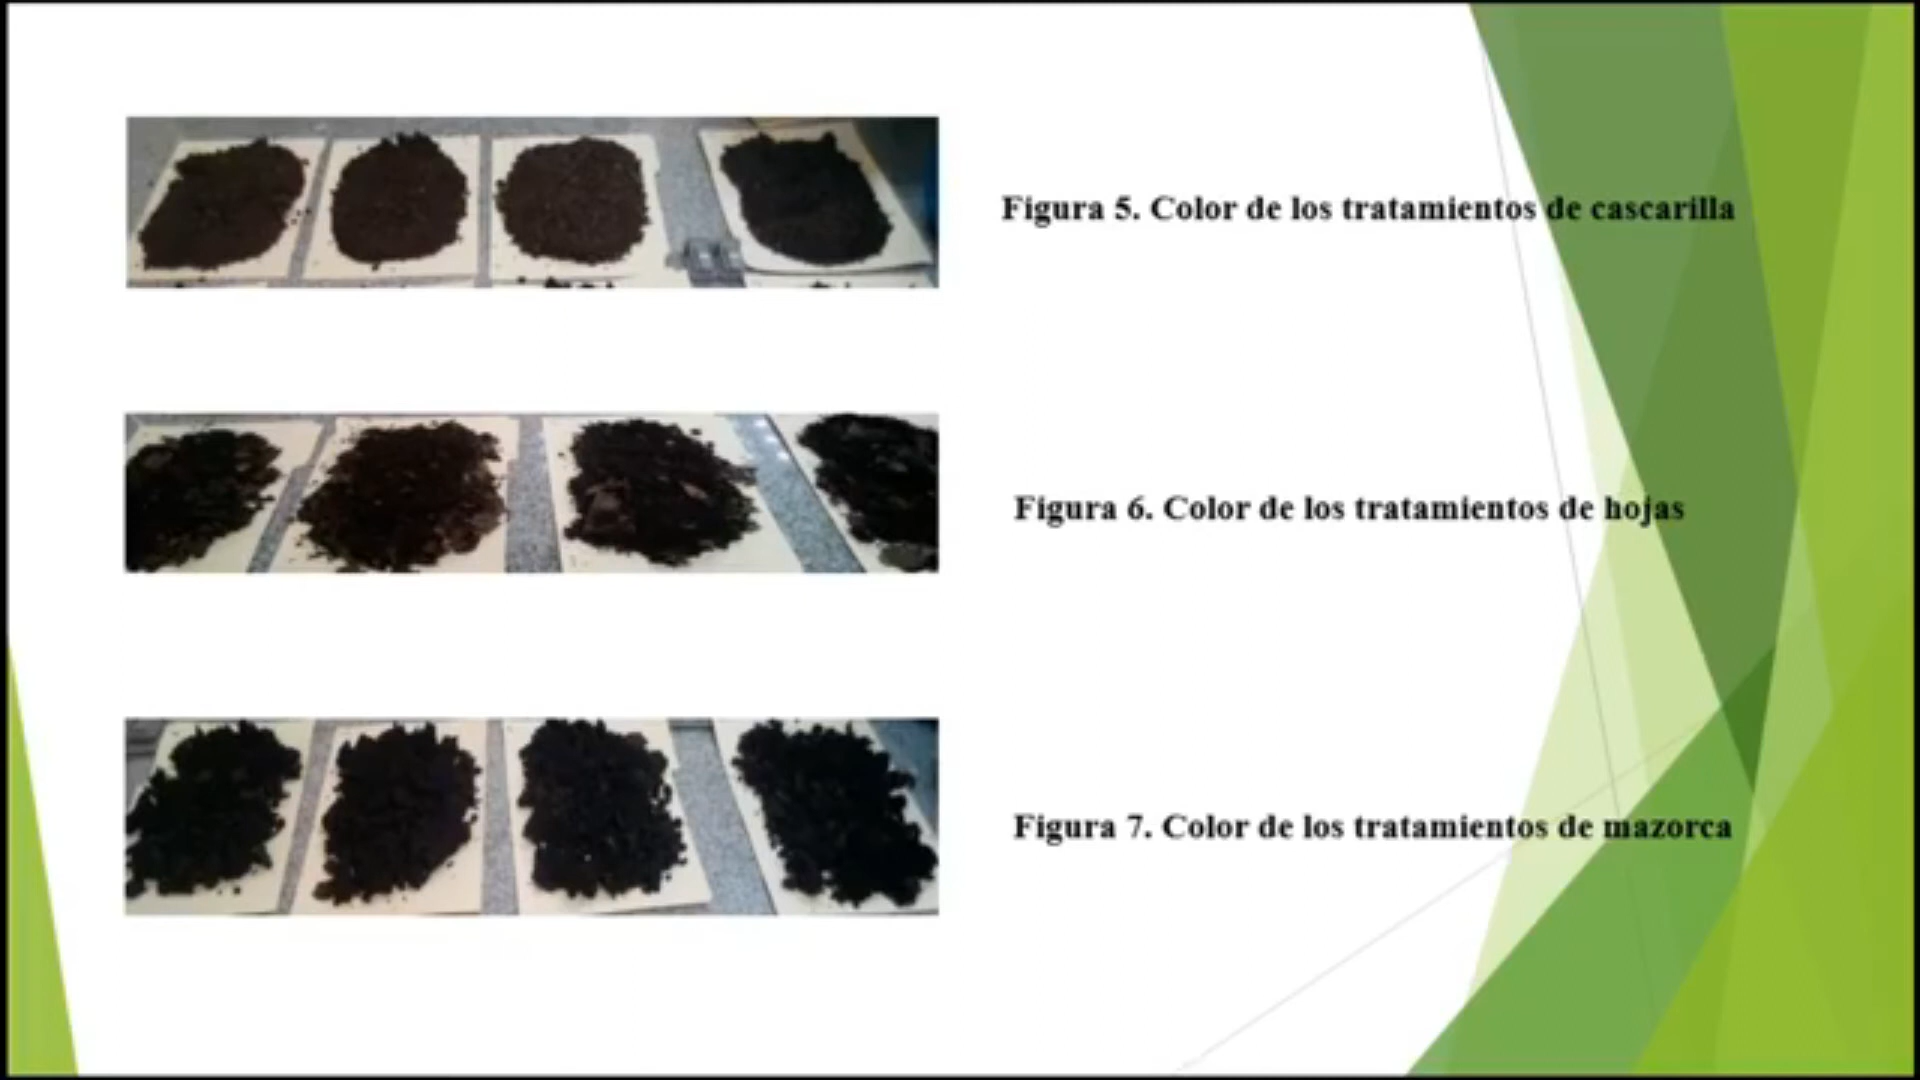 Figura 5. Color de los tratamientos de cascarilla
Figura 6. Color de los tratamientos de hojas
Figura 7. Color de los tratamientos de mazorca